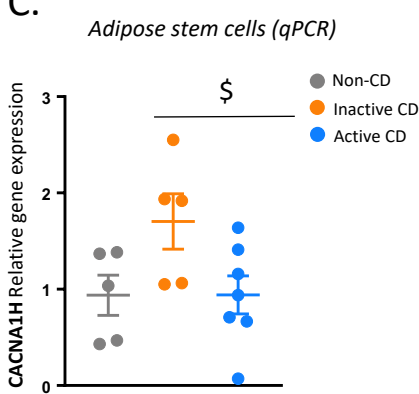 C.
Adipose stem cells (qPCR)
$
Non-CD
Inactive CD
Active CD
CACNA1H Relative gene expression
3
2
1
0